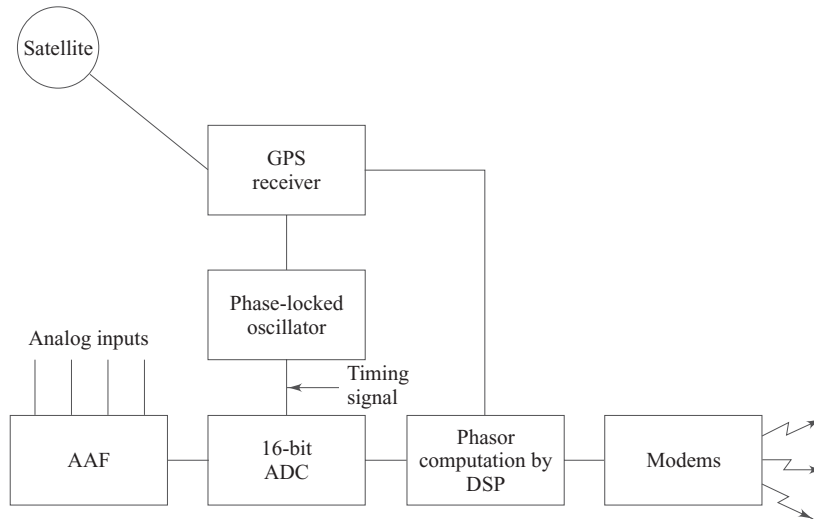 Satellite
GPS
receiver
Phase-locked
oscillator
Analog inputs
Timing
signal
AAF
16-bit
ADC
Phasor
computation by
DSP
Modems